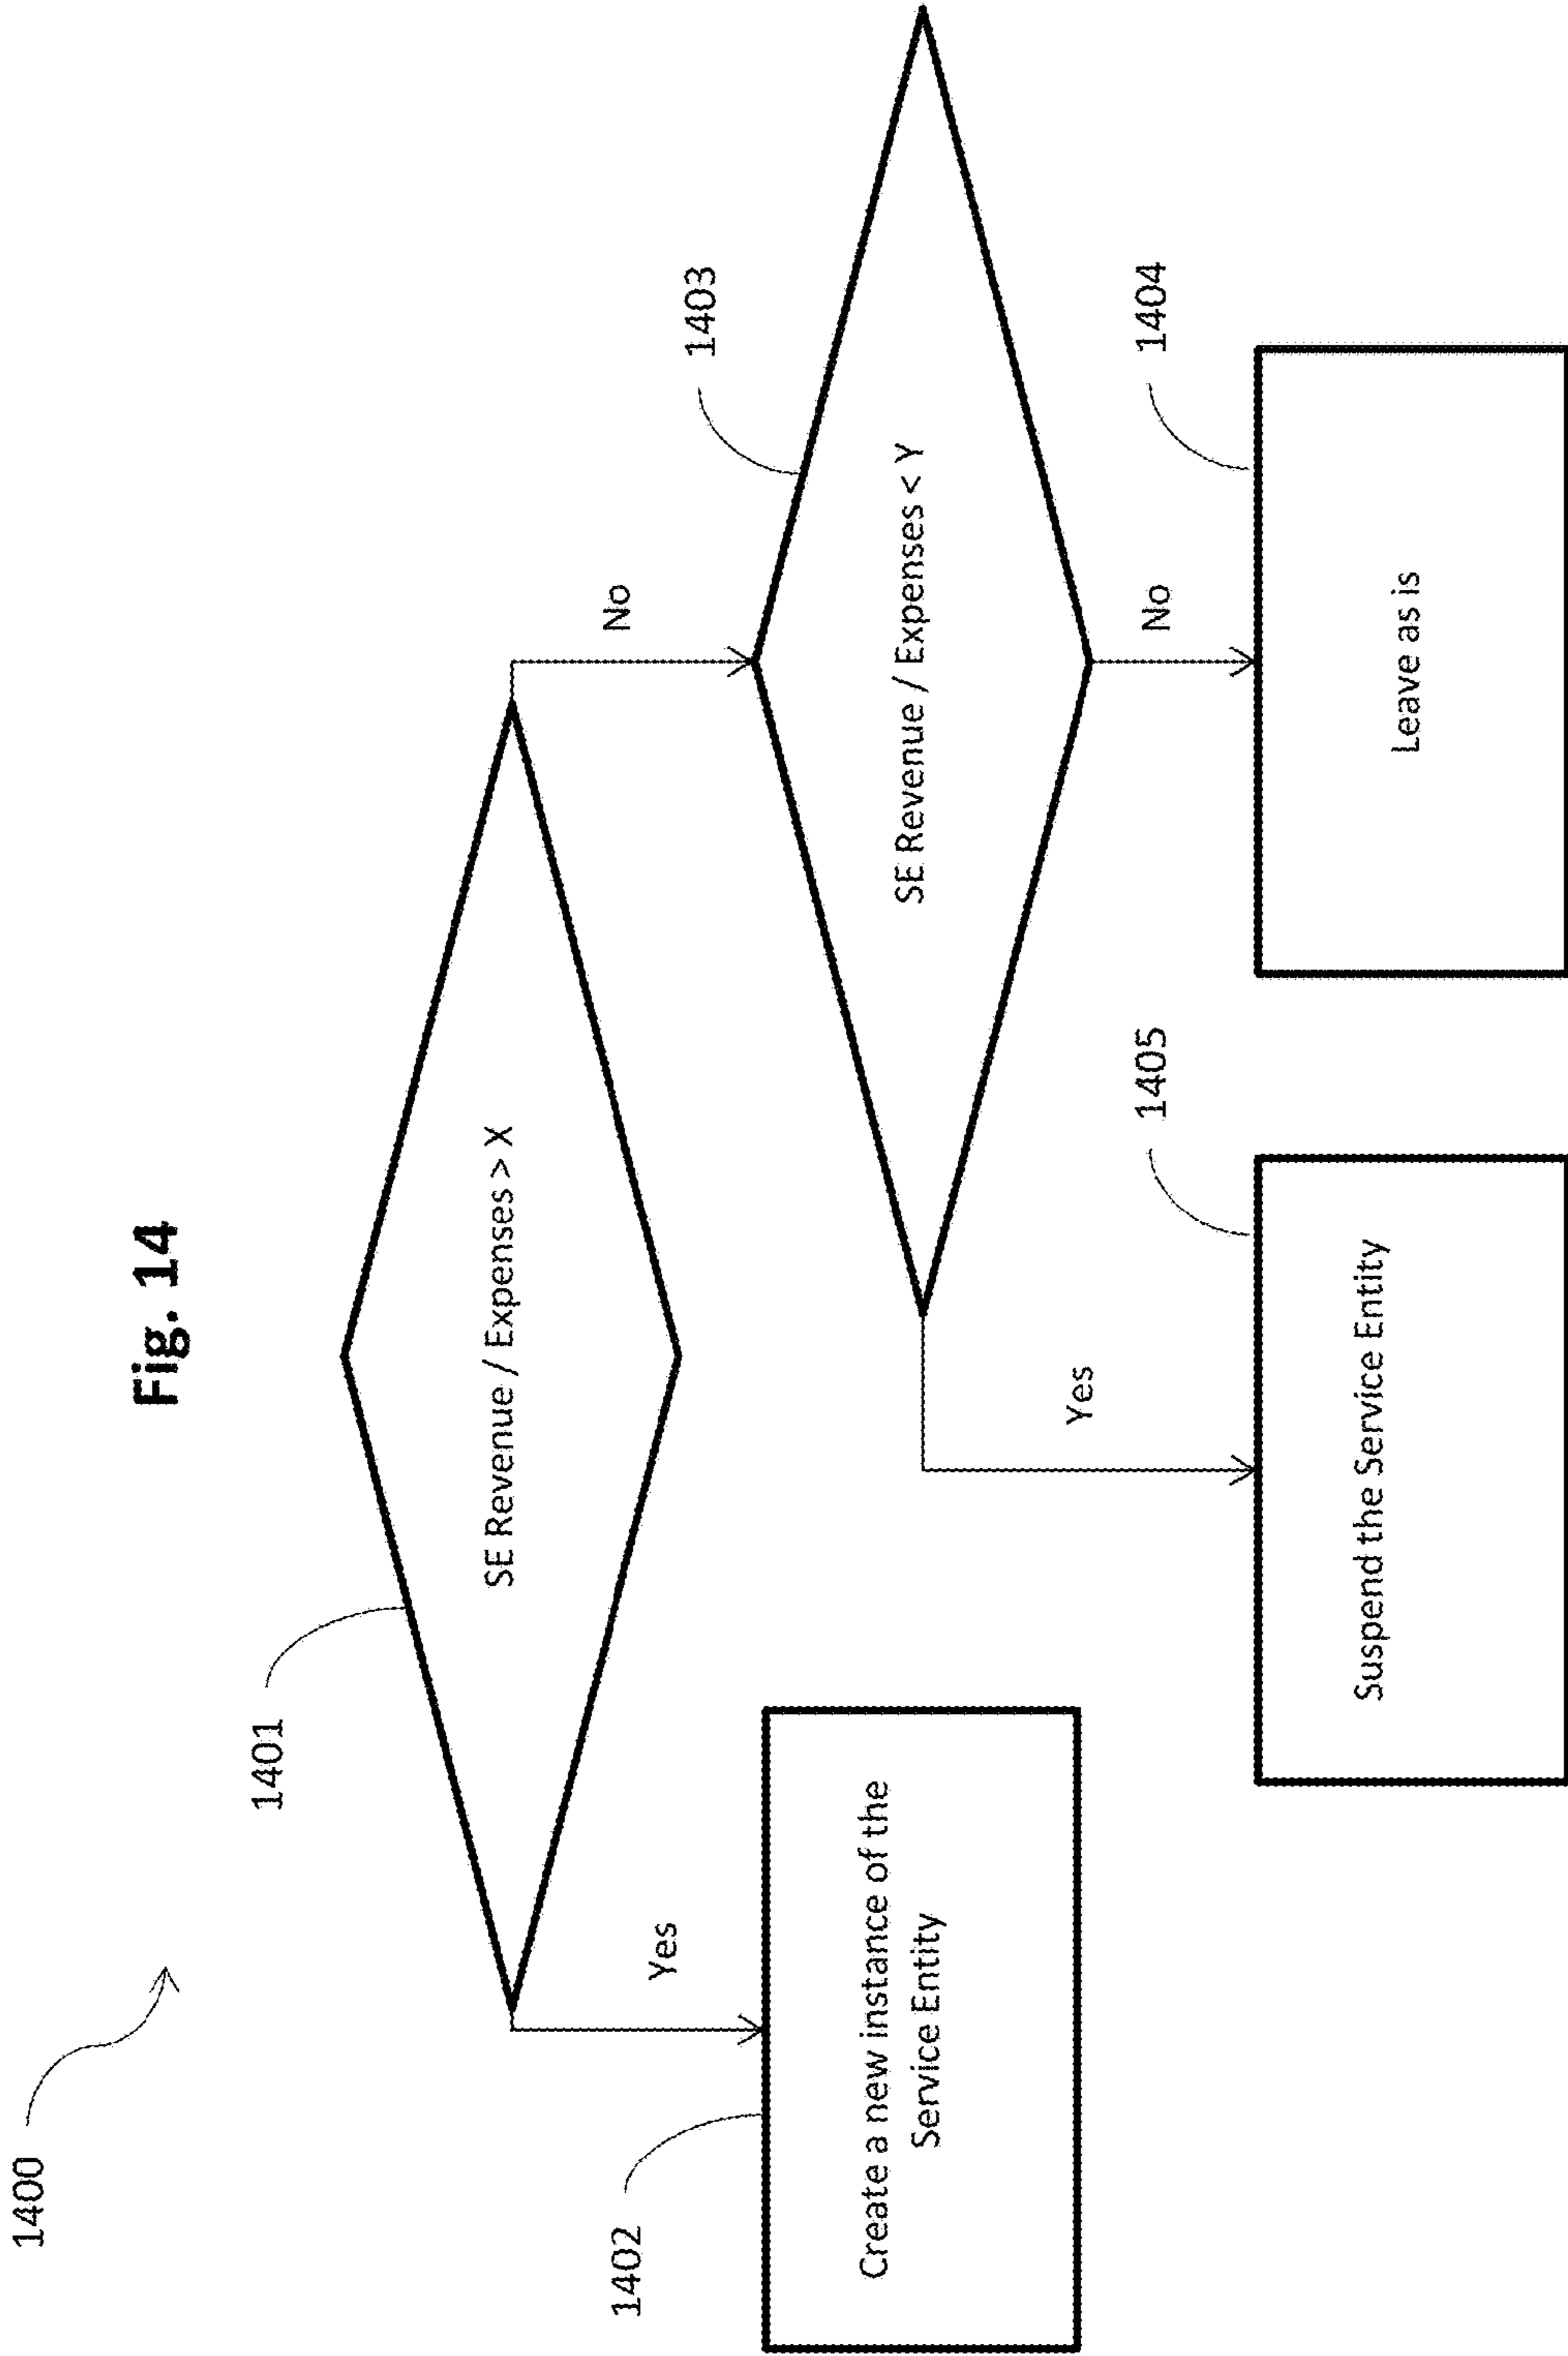 1400
Fig. 14
1401
SE Revenue / Expenses > X
Yes
No
1402
Create a new instance of the
Service Entity
1403
SE Revenue / Expenses < Y
Yes
No
1405
Suspend the Service Entity
1404
Leave as is